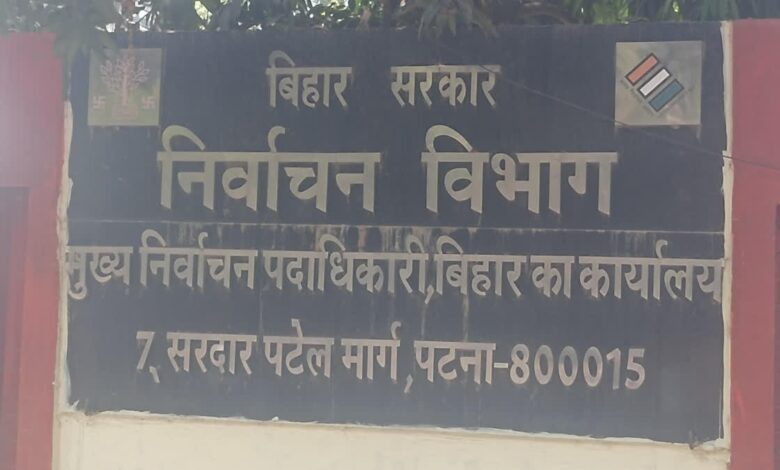 बिहार सरकार
निर्वाचन विभाग
मुख्य निर्वाचन पदाधिकारी, बिहार का कार्यालय
7, सरदार पटेल मार्ग, पटना-800015